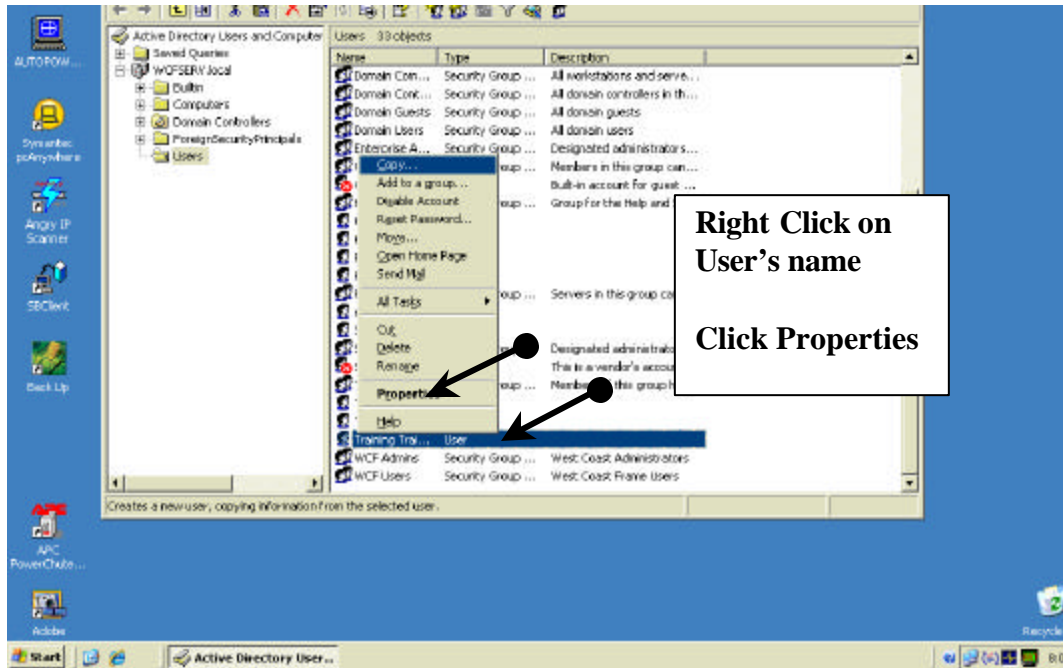 Active Directory Users and Computer
Saved Queries
WCFSERV.local
Builtin
Computers
Domain Controllers
ForeignSecurityPrincipals
Users
Users 33 objects
Name Type Description
Domain Com... Security Group ... All workstations and serve...
Domain Cont... Security Group ... All domain controllers in th...
Domain Guests Security Group ... All domain guests
Domain Users Security Group ... All domain users
Enterprise A... Security Group ... Designated administrators...
oup ... Members in this group can...
Built-in account for guest ...
oup ... Group for the Help and
oup ... Servers in this group ca
Designated administrato
This is a vendor's accou
oup ... Membe this group h
Training Trai... User
WCF Admins Security Group ... West Coast Administrators
WCF Users Security Group ... West Coast Frame Users
Copy...
Add to a group...
Disable Account
Reset Password...
Move...
Open Home Page
Send Mail
All Tasks
Cut
Delete
Rename
Properties
Help
Right Click on
User's name
Click Properties
Creates a new user, copying information from the selected user.
AUTOPOW...
Symantec
pcAnywhere
Angry IP
Scanner
SBClient
Back Up
APC
PowerChute...
Adobe
Recycle
Start
Active Directory User...